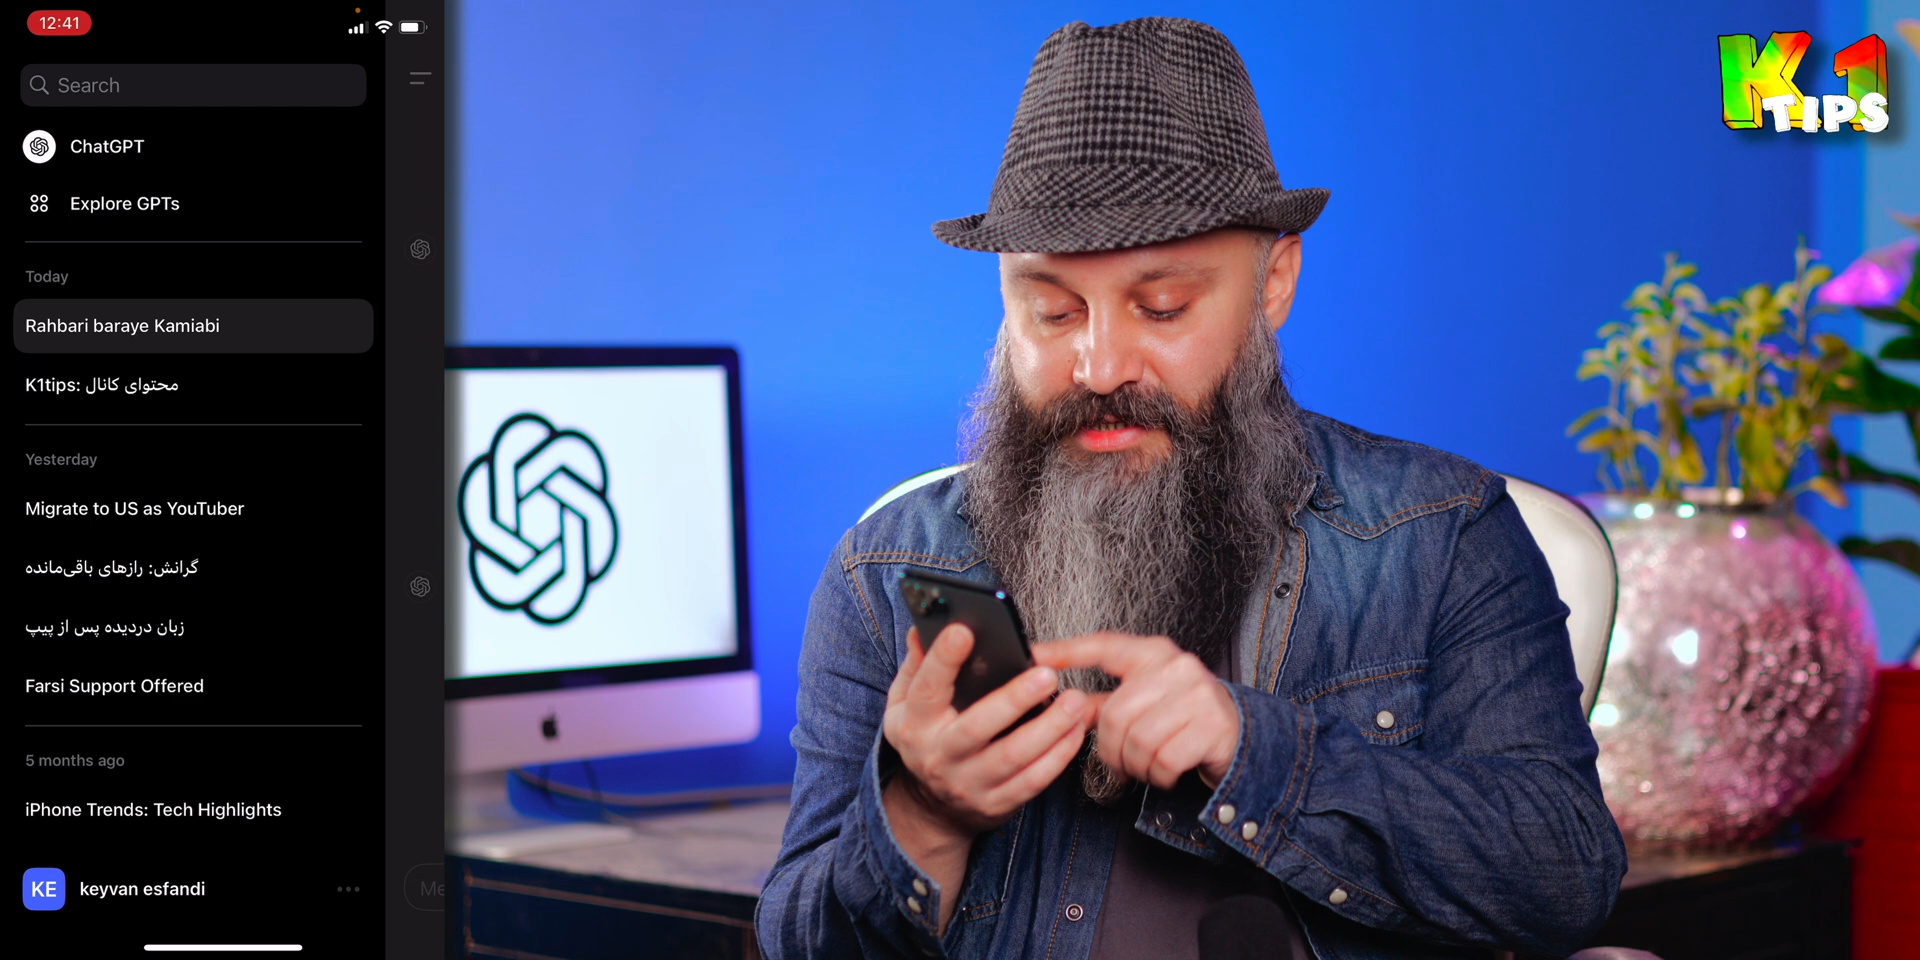 12:41
Search
ChatGPT
Explore GPTs
Today
Rahbari baraye Kamiabi
K1tips: محتوای کانال
Yesterday
Migrate to US as YouTuber
گرانش: رازهای باقی‌مانده
زبان دردیده پس از پیپ
Farsi Support Offered
5 months ago
iPhone Trends: Tech Highlights
KE keyvan esfandi
Me
K1
TIPS